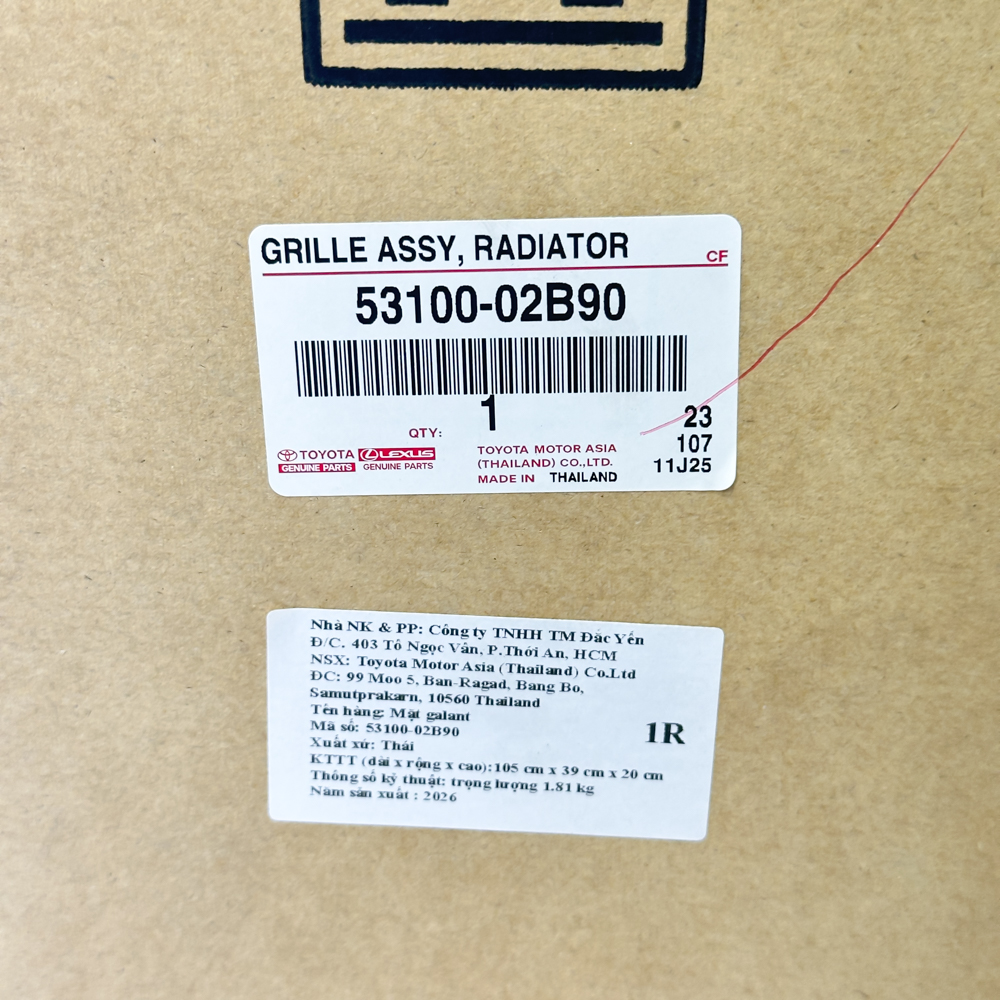 GRILLE ASSY, RADIATOR
CF
53100-02B90
QTY: 1
23
107
11J25
TOYOTA
GENUINE PARTS
LEXUS
GENUINE PARTS
TOYOTA MOTOR ASIA
(THAILAND) CO.,LTD.
MADE IN THAILAND
Nhà NK & PP: Công ty TNHH TM Đắc Yến
Đ/C. 403 Tô Ngọc Vân, P.Thới An, HCM
NSX: Toyota Motor Asia (Thailand) Co.Ltd
ĐC: 99 Moo 5, Ban-Ragad, Bang Bo,
Samutprakarn, 10560 Thailand
Tên hàng: Mặt galant
Mã số: 53100-02B90
Xuất xứ: Thái
KTTT (dài x rộng x cao): 105 cm x 39 cm x 20 cm
Thông số kỹ thuật: trọng lượng 1.81 kg
Năm sản xuất : 2026
1R